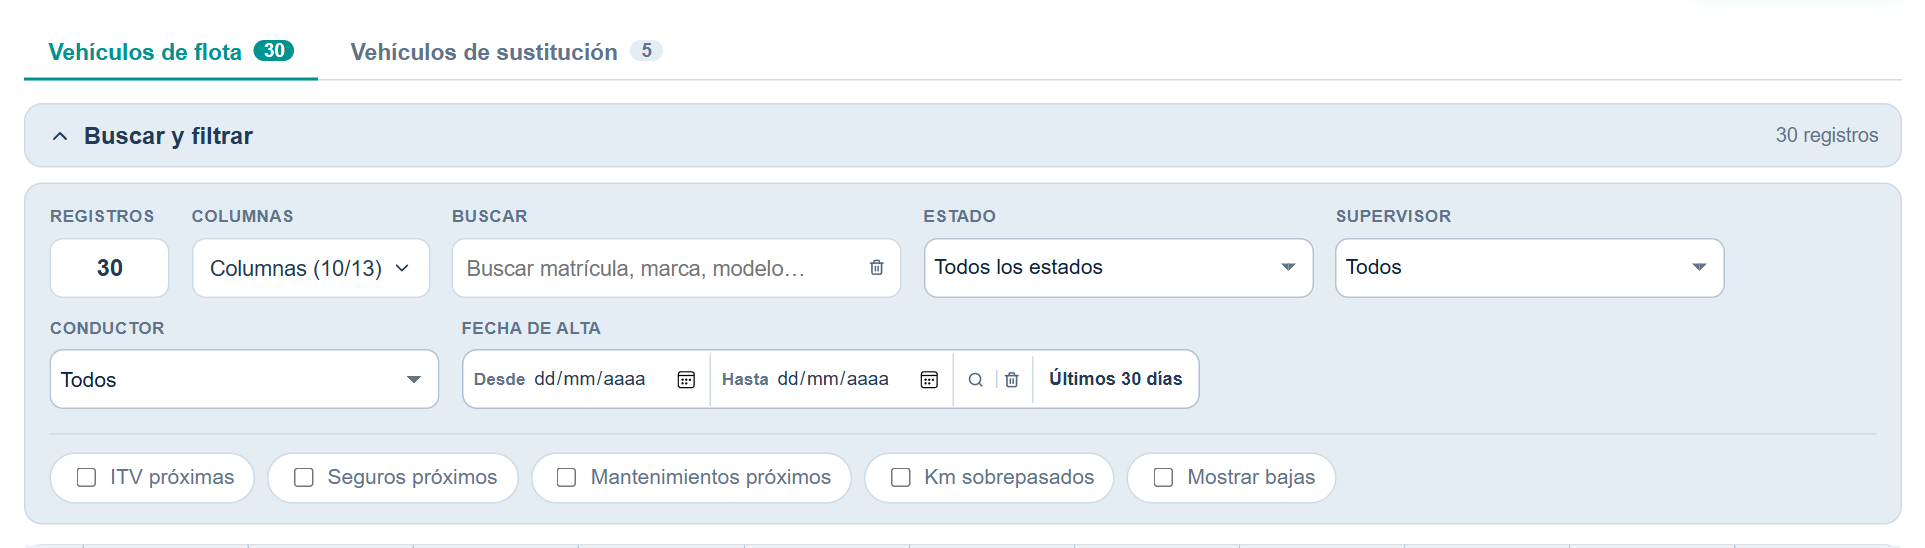 Vehículos de flota 30 Vehículos de sustitución 5
Buscar y filtrar 30 registros
REGISTROS COLUMNAS BUSCAR ESTADO SUPERVISOR
30 Columnas (10/13) Buscar matrícula, marca, modelo… Todos los estados Todos
CONDUCTOR FECHA DE ALTA
Todos Desde dd/mm/aaaa Hasta dd/mm/aaaa Últimos 30 días
ITV próximas Seguros próximos Mantenimientos próximos Km sobrepasados Mostrar bajas